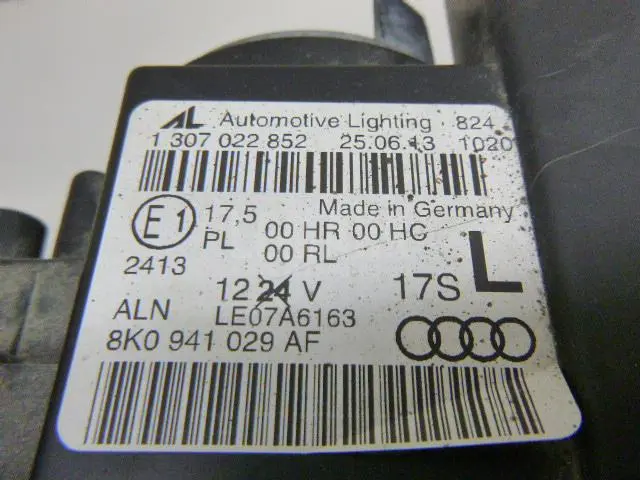 AL Automotive Lighting 824
1 307 022 852 25.06.13 1020
E1 17,5 Made in Germany
PL 00 HR 00 HC
00 RL
2413
L
12 24 V 17S
ALN LE07A6163
8K0 941 029 AF